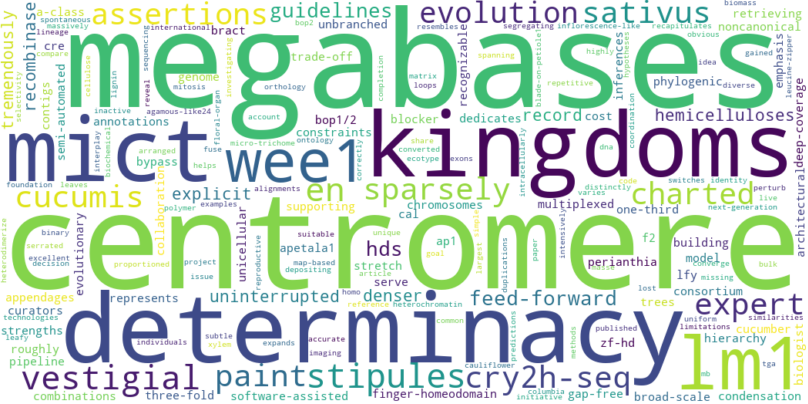 megabases
centromere
kingdoms
determinacy
mict
lm1
wee1
assertions
guidelines
evolution
sativus
tremendously
recombinase
cre
a-class
spontaneous
massively
international
bop2
unbranched
bract
inflorescence-like
segregating
recapitulates
retrieving
biomass
noncanonical
lineage
compare
selectivity
contigs
semi-automated
cellulose
lignin
genome
mitosis
sequencing
trade-off
investigating
orthology
resembles
spanning
completion
matrix
loops
repetitive
blade-on-petiole
recognizable
highly
hypotheses
obvious
gained
idea
diverse
inferences
phylogenic
emphasis
leucine-zipper
deep-coverage
architectural
inactive
reveal
agamous-like24
floral-organ
account
micro-trichome
bop1/2
blocker
dedicates
record
cost
hemicelluloses
annotations
interplay
biochemical
bypass
arranged
fuse
helps
ontology
constraints
share
converted
ecotype
exons
correctly
intracellularly
dna
coordination
varies
code
distinctly
switches
identity
next-generation
perturb
live
foundation
leaves
cucumis
explicit
polymer
examples
alignments
supporting
en
sparsely
chromosomes
charted
multiplexed
one-third
heterodimerize
binary
serrated
excellent
decision
evolutionary
collaboration
proportioned
project
issue
unicellular
reproductive
suitable
map-based
depositing
article
hds
stretch
serve
cal
apetala1
ap1
unique
goal
largest
simple
intensively
duplications
paper
perianthia
f2
building
model
lfy
missing
converge
bulk
appendages
curators
technologies
leafy
represents
uninterrupted
homo
reference
heterochromatin
denser
common
feed-forward
lost
trees
consortium
cucumber
biologist
expert
strengths
roughly
pipeline
individuals
subtle
xylem
expands
accurate
imaging
predictions
cauliflower
methods
published
limitations
zf-hd
uniform
hierarchy
similarities
tga
mb
vestigial
paint
stipules
cry2h-seq
combinations
three-fold
software-assisted
finger-homeodomain
initiative
columbia
gap-free
broad-scale
condensation